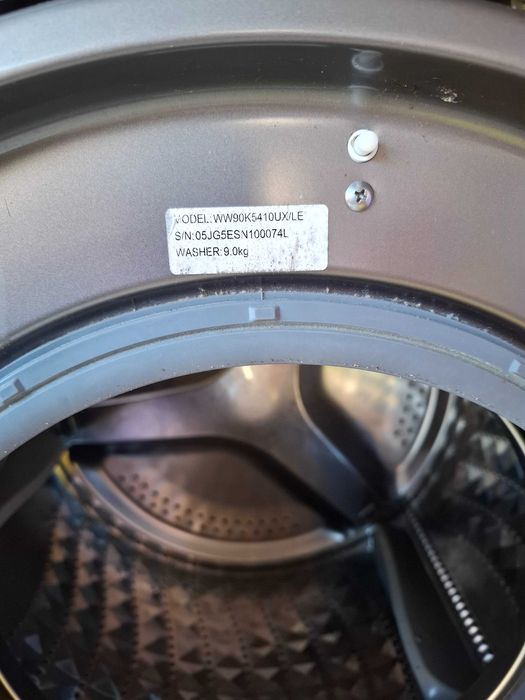 MODEL:WW90K5410UX/LE
S/N:05JG5ESN100074L
WASHER:9.0kg